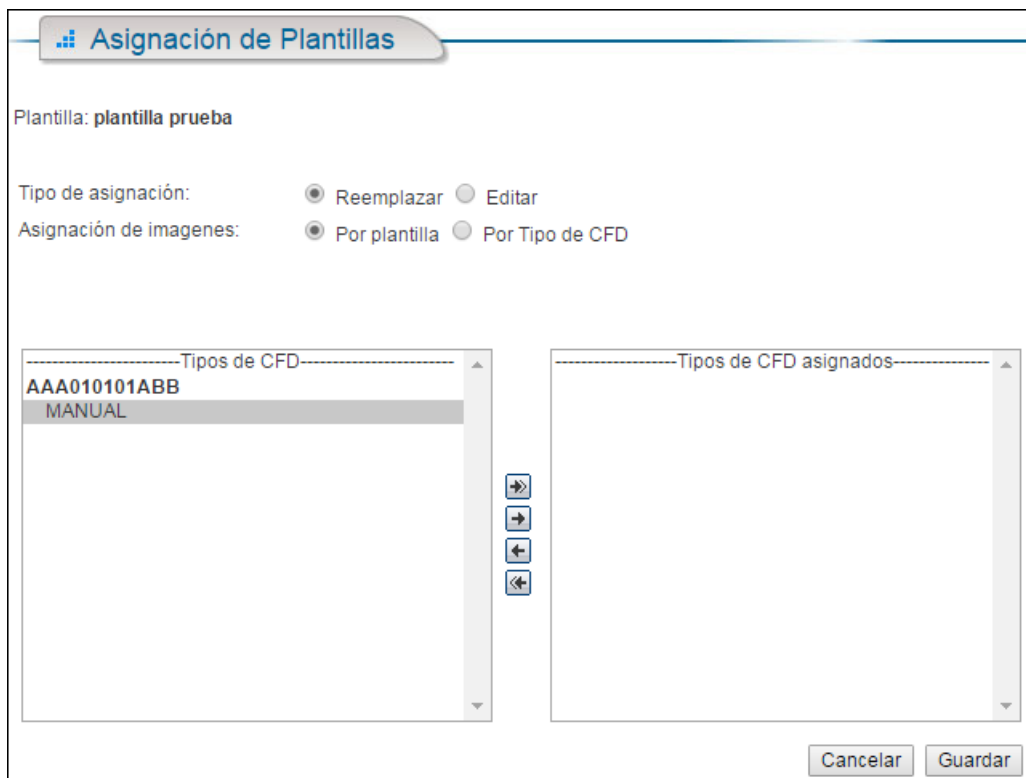 Asignación de Plantillas
Plantilla: plantilla prueba
Tipo de asignación: Reemplazar Editar
Asignación de imagenes: Por plantilla Por Tipo de CFD
------------------------Tipos de CFD------------------------
AAA010101ABB
MANUAL
-------------------Tipos de CFD asignados---------------
Cancelar Guardar